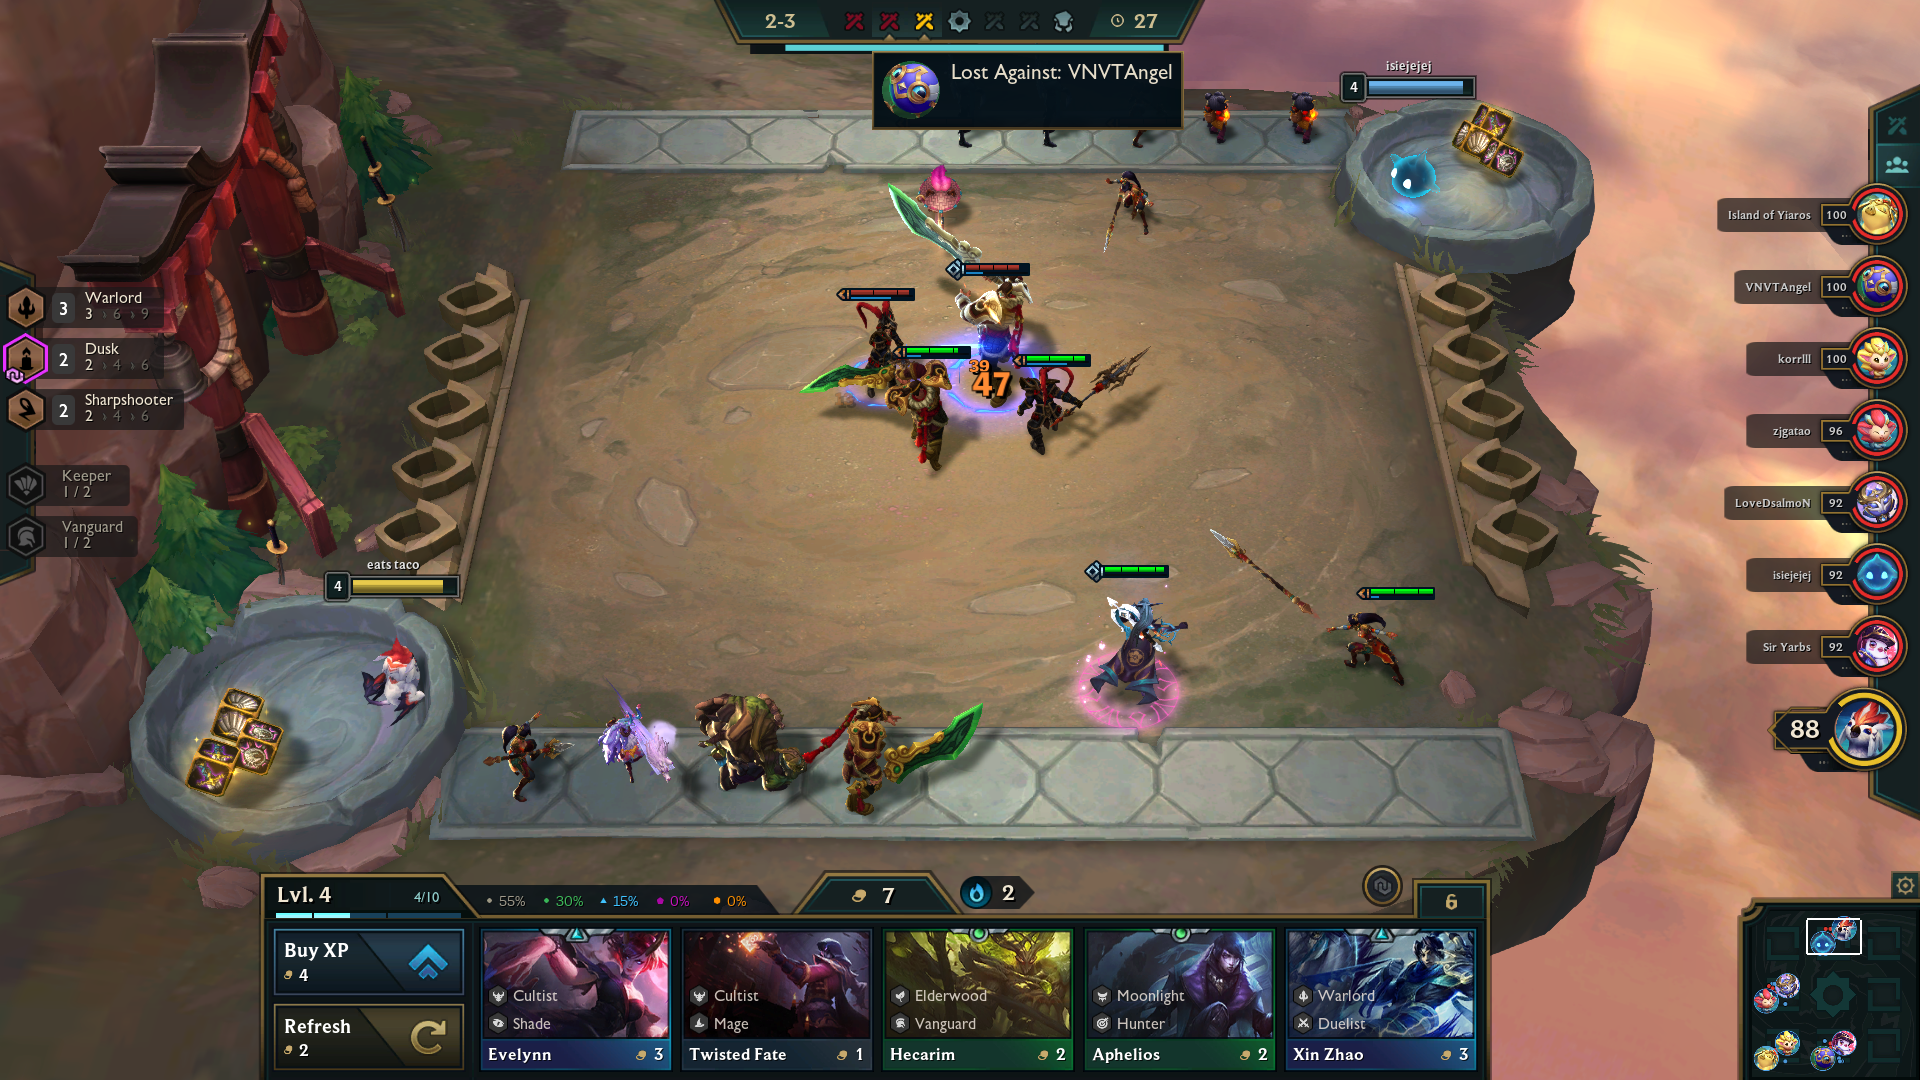 2-3
27
Lost Against: VNVTAngel
isiejejej
4
Island of Yiaros
100
VNVTAngel
100
korrlll
100
zjgatao
96
LoveDsalmoN
92
isiejejej
92
Sir Yarbs
92
88
3
Warlord
3 › 6 › 9
2
Dusk
2 › 4 › 6
2
Sharpshooter
2 › 4 › 6
Keeper
1 / 2
Vanguard
1 / 2
39
47
eats taco
4
Lvl. 4
4/10
55%
30%
15%
0%
0%
7
2
6
Buy XP
4
Refresh
2
Cultist
Shade
Evelynn
3
Cultist
Mage
Twisted Fate
1
Elderwood
Vanguard
Hecarim
2
Moonlight
Hunter
Aphelios
2
Warlord
Duelist
Xin Zhao
3